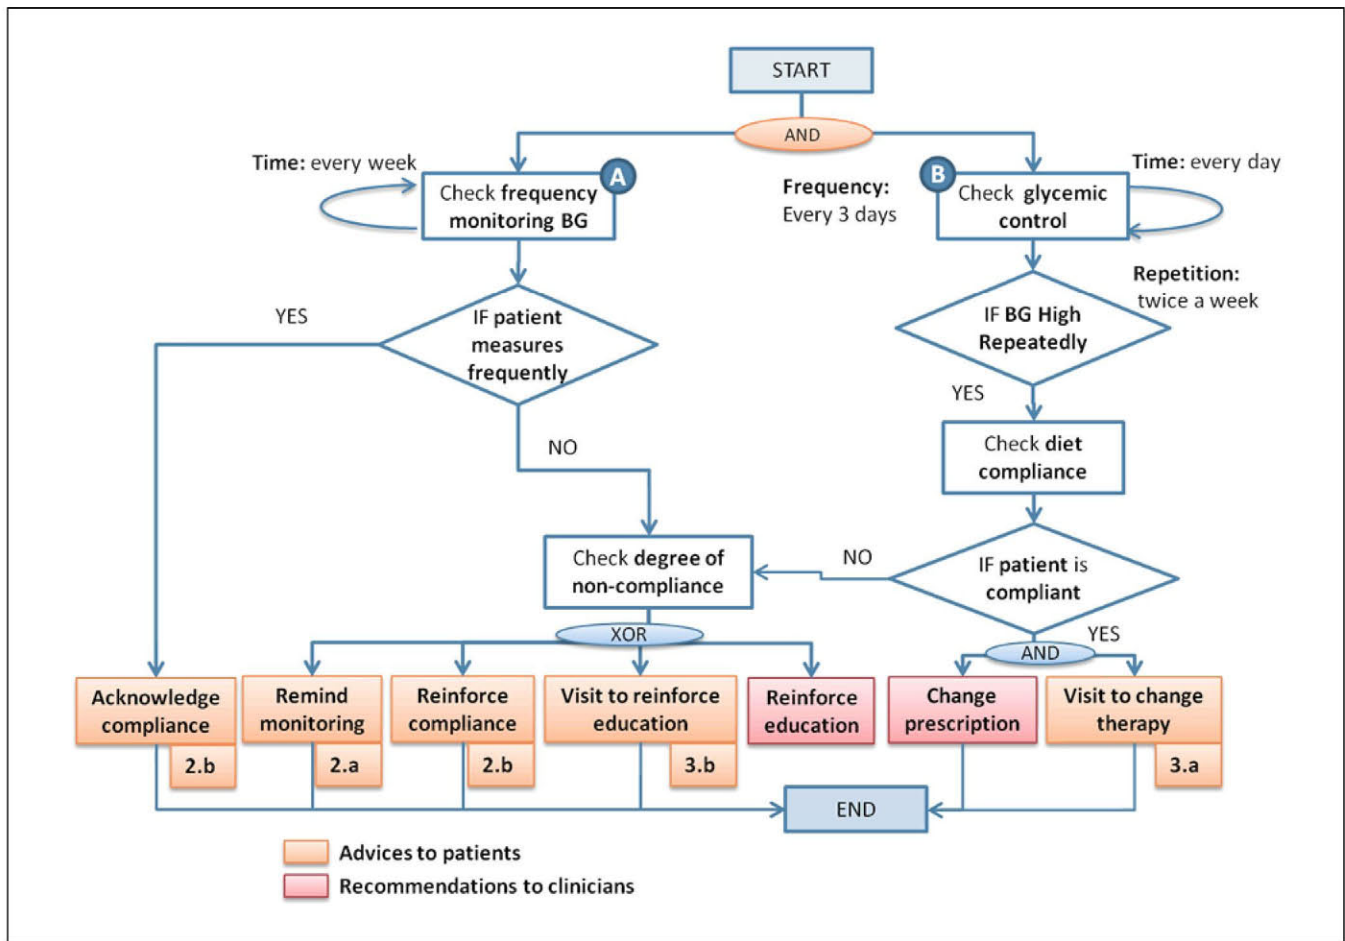 START
AND
Time: every week
A
Check frequency
monitoring BG
Frequency:
Every 3 days
B
Check glycemic
control
Time: every day
Repetition:
twice a week
YES
IF patient
measures
frequently
NO
IF BG High
Repeatedly
YES
Check diet
compliance
Check degree of
non-compliance
NO
IF patient is
compliant
YES
XOR
AND
Acknowledge
compliance
2.b
Remind
monitoring
2.a
Reinforce
compliance
2.b
Visit to reinforce
education
3.b
Reinforce
education
Change
prescription
Visit to change
therapy
3.a
END
Advices to patients
Recommendations to clinicians